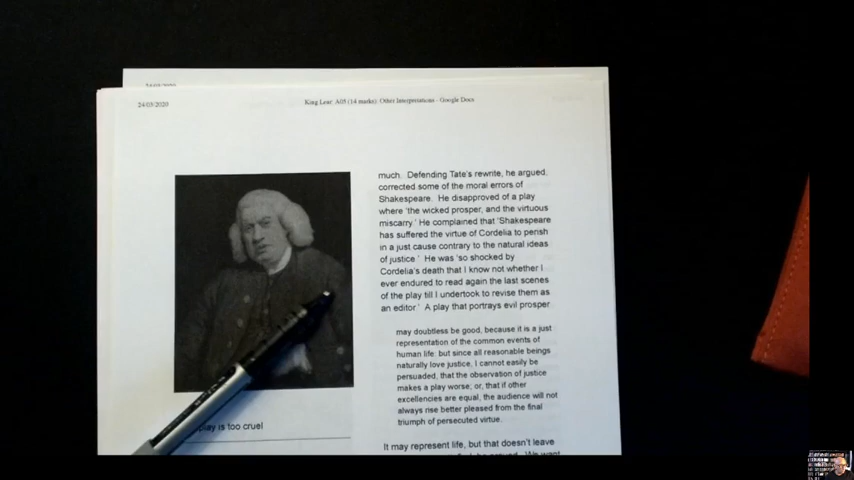 24/03/2020
King Lear: A05 (14 marks): Other Interpretations - Google Docs
much. Defending Tate's rewrite, he argued,
corrected some of the moral errors of
Shakespeare. He disapproved of a play
where 'the wicked prosper, and the virtuous
miscarry.' He complained that 'Shakespeare
has suffered the virtue of Cordelia to perish
in a just cause contrary to the natural ideas
of justice.' He was 'so shocked by
Cordelia's death that I know not whether I
ever endured to read again the last scenes
of the play till I undertook to revise them as
an editor.' A play that portrays evil prosper
may doubtless be good, because it is a just
representation of the common events of
human life: but since all reasonable beings
naturally love justice, I cannot easily be
persuaded, that the observation of justice
makes a play worse; or, that if other
excellencies are equal, the audience will not
always rise better pleased from the final
triumph of persecuted virtue.
play is too cruel
It may represent life, but that doesn't leave